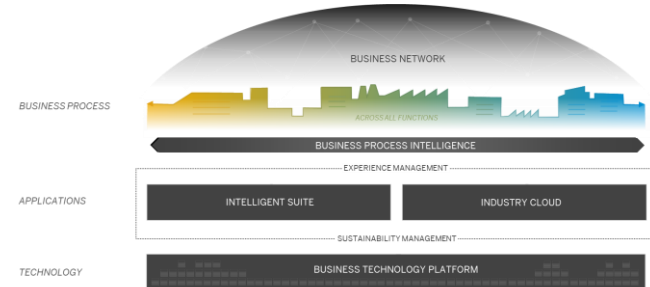 BUSINESS NETWORK
BUSINESS PROCESS
ACROSS ALL FUNCTIONS
BUSINESS PROCESS INTELLIGENCE
EXPERIENCE MANAGEMENT
APPLICATIONS
INTELLIGENT SUITE
INDUSTRY CLOUD
SUSTAINABILITY MANAGEMENT
TECHNOLOGY
BUSINESS TECHNOLOGY PLATFORM